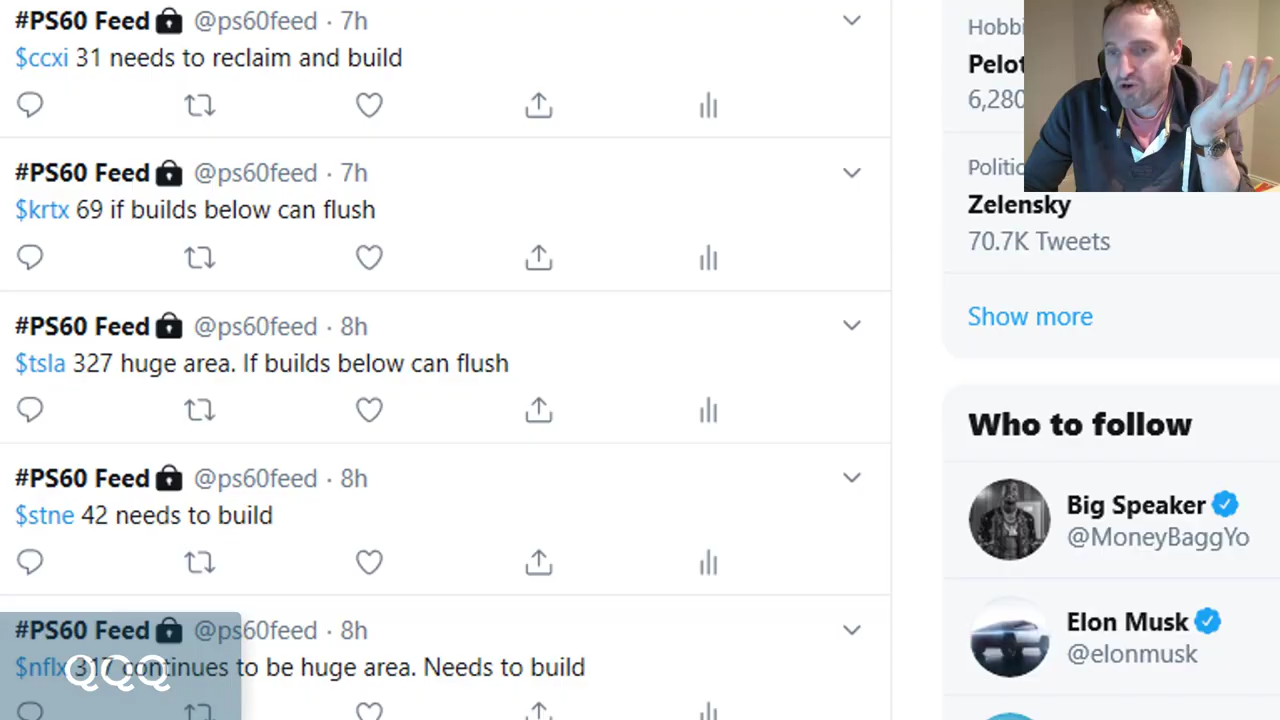 #PS60 Feed @ps60feed · 7h
$ccxi 31 needs to reclaim and build
#PS60 Feed @ps60feed · 7h
$krtx 69 if builds below can flush
#PS60 Feed @ps60feed · 8h
$tsla 327 huge area. If builds below can flush
#PS60 Feed @ps60feed · 8h
$stne 42 needs to build
#PS60 Feed @ps60feed · 8h
$nflx 317 continues to be huge area. Needs to build
QQQ
6,280
Zelensky
70.7K Tweets
Show more
Who to follow
Big Speaker
@MoneyBaggYo
Elon Musk
@elonmusk